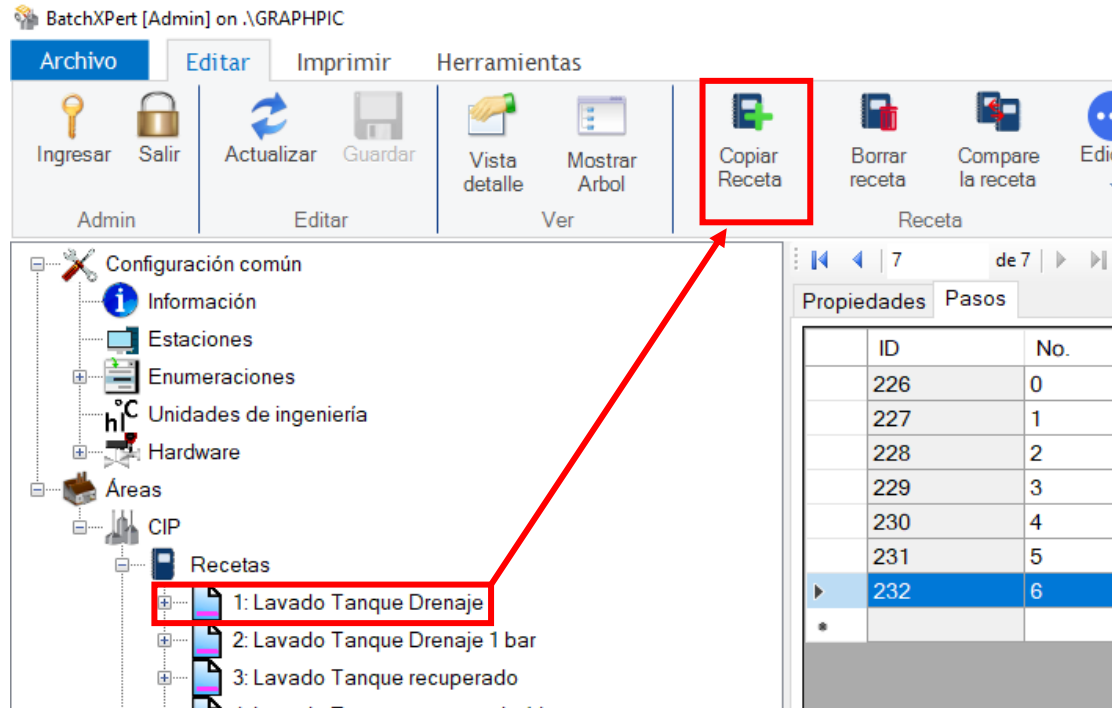 BatchXPert [Admin] on .\GRAPHPIC
Archivo Editar Imprimir Herramientas
Ingresar Salir Actualizar Guardar Vista detalle Mostrar Arbol Copiar Receta Borrar receta Compare la receta
Admin Editar Ver Receta
7 de 7
Propiedades Pasos
ID No.
226 0
227 1
228 2
229 3
230 4
231 5
232 6
Configuración común
Información
Estaciones
Enumeraciones
°C hl Unidades de ingeniería
Hardware
Áreas
CIP
Recetas
1: Lavado Tanque Drenaje
2: Lavado Tanque Drenaje 1 bar
3: Lavado Tanque recuperado